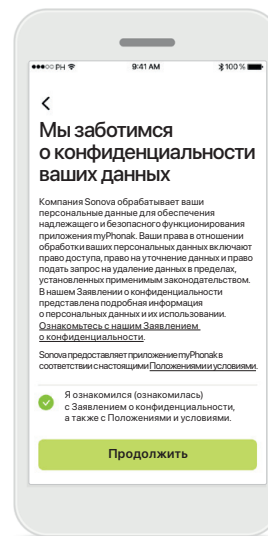 ●●●○○ PH 9:41 AM 100 %
Мы заботимся
о конфиденциальности
ваших данных
Компания Sonova обрабатывает ваши
персональные данные для обеспечения
надлежащего и безопасного функционирования
приложения myPhonak. Ваши права в отношении
обработки ваших персональных данных включают
право доступа, право на уточнение данных и право
подать запрос на удаление данных в пределах,
установленных применимым законодательством.
В нашем Заявлении о конфиденциальности
представлена подробная информация
о персональных данных и их использовании.
Ознакомьтесь с нашим Заявлением
о конфиденциальности.
Sonova предоставляет приложение myPhonak в
соответствии с настоящими Положениями и условиями.
Я ознакомился (ознакомилась)
с Заявлением о конфиденциальности,
а также с Положениями и условиями.
Продолжить